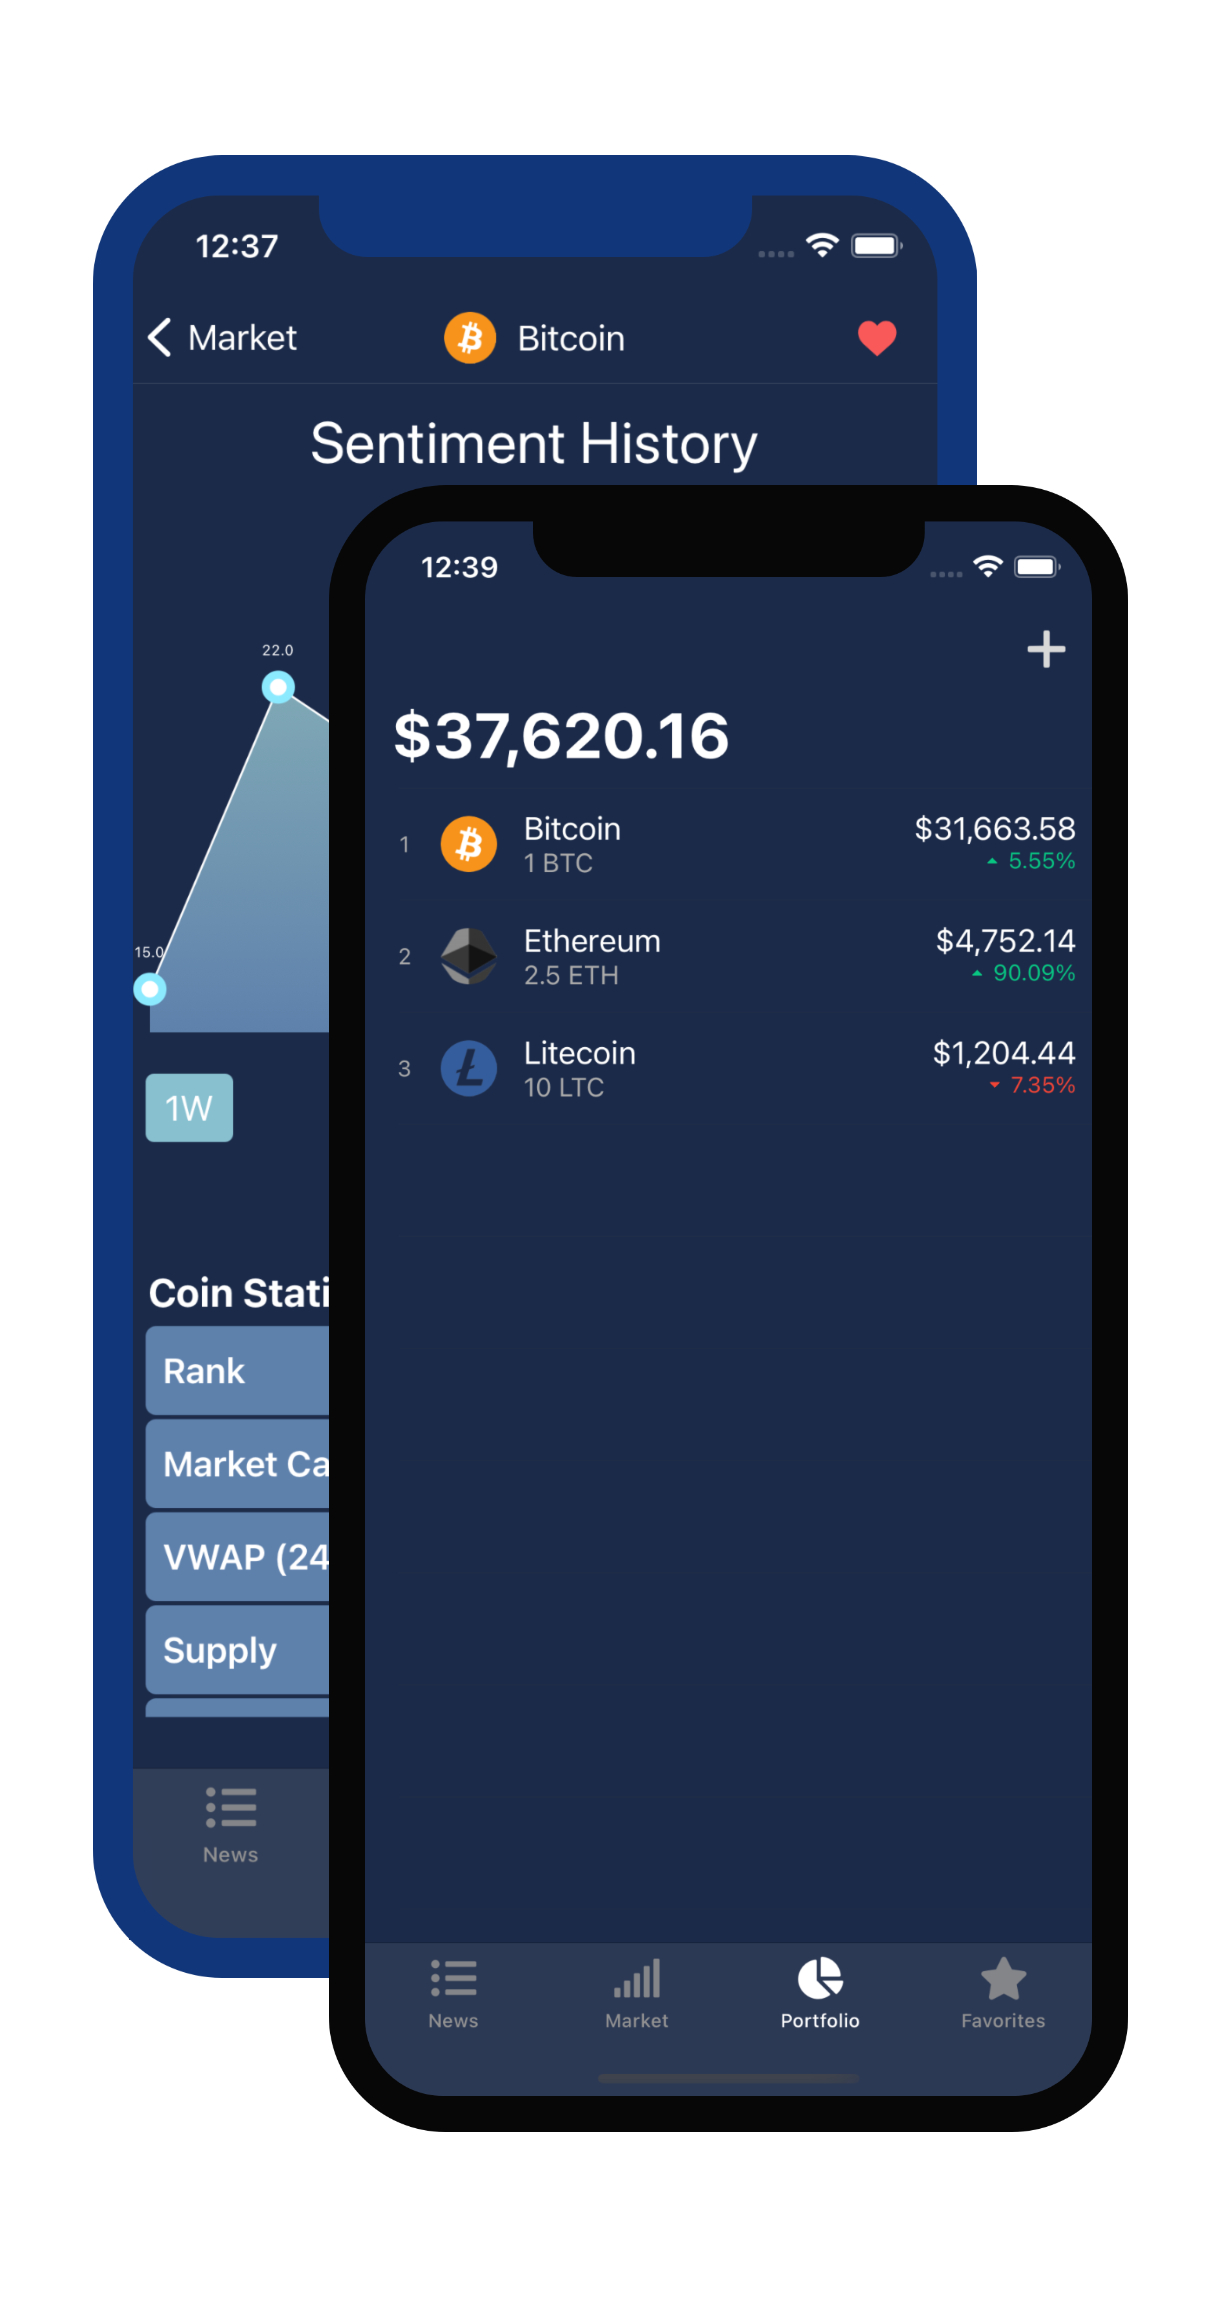 12:37
Market
Bitcoin
Sentiment History
22.0
15.0
1W
Coin
Rank
Market
VWAP (24
Supply
News
12:39
$37,620.16
1
Bitcoin
$31,663.58
1 BTC
5.55%
2
Ethereum
$4,752.14
2.5 ETH
90.09%
3
Litecoin
$1,204.44
10 LTC
7.35%
News
Market
Portfolio
Favorites